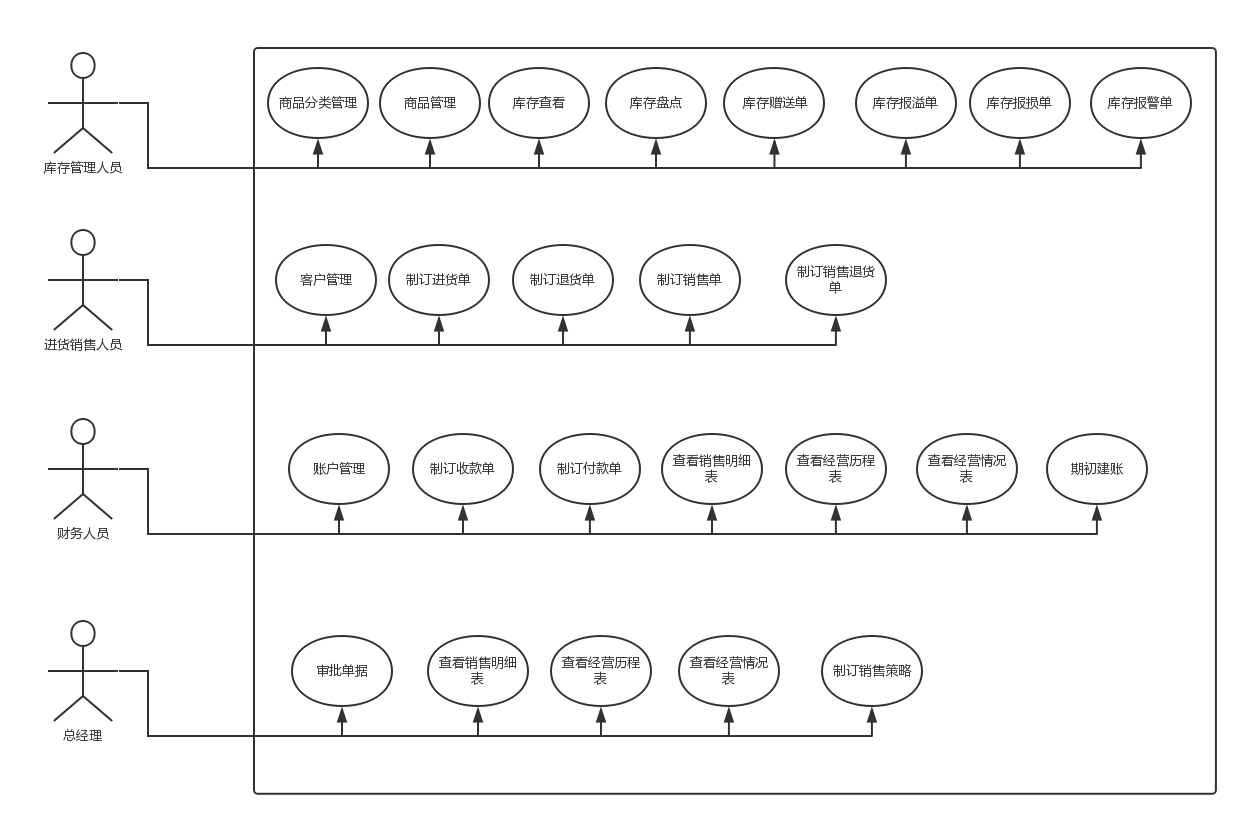 商品分类管理
商品管理
库存查看
库存盘点
库存赠送单
库存报溢单
库存报损单
库存报警单
库存管理人员
客户管理
制订进货单
制订退货单
制订销售单
制订销售退货
单
进货销售人员
账户管理
制订收款单
制订付款单
查看销售明细
表
查看经营历程
表
查看经营情况
表
期初建账
财务人员
审批单据
查看销售明细
表
查看经营历程
表
查看经营情况
表
制订销售策略
总经理